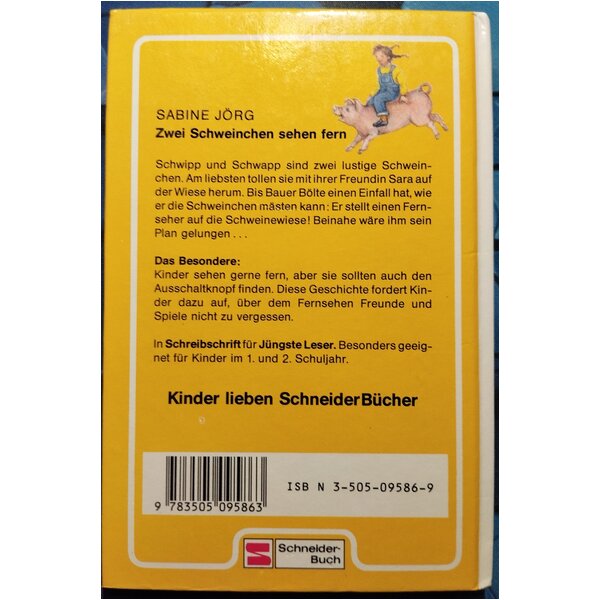 SABINE JÖRG
Zwei Schweinchen sehen fern
Schwipp und Schwapp sind zwei lustige Schwein-
chen. Am liebsten tollen sie mit ihrer Freundin Sara auf
der Wiese herum. Bis Bauer Bölte einen Einfall hat, wie
er die Schweinchen mästen kann: Er stellt einen Fern-
seher auf die Schweinewiese! Beinahe wäre ihm sein
Plan gelungen . . .
Das Besondere:
Kinder sehen gerne fern, aber sie sollten auch den
Ausschaltknopf finden. Diese Geschichte fordert Kin-
der dazu auf, über dem Fernsehen Freunde und
Spiele nicht zu vergessen.
In Schreibschrift für Jüngste Leser. Besonders geeig-
net für Kinder im 1. und 2. Schuljahr.
Kinder lieben SchneiderBücher
ISB N 3-505-09586-9
9 783505 095863
Schneider-
Buch